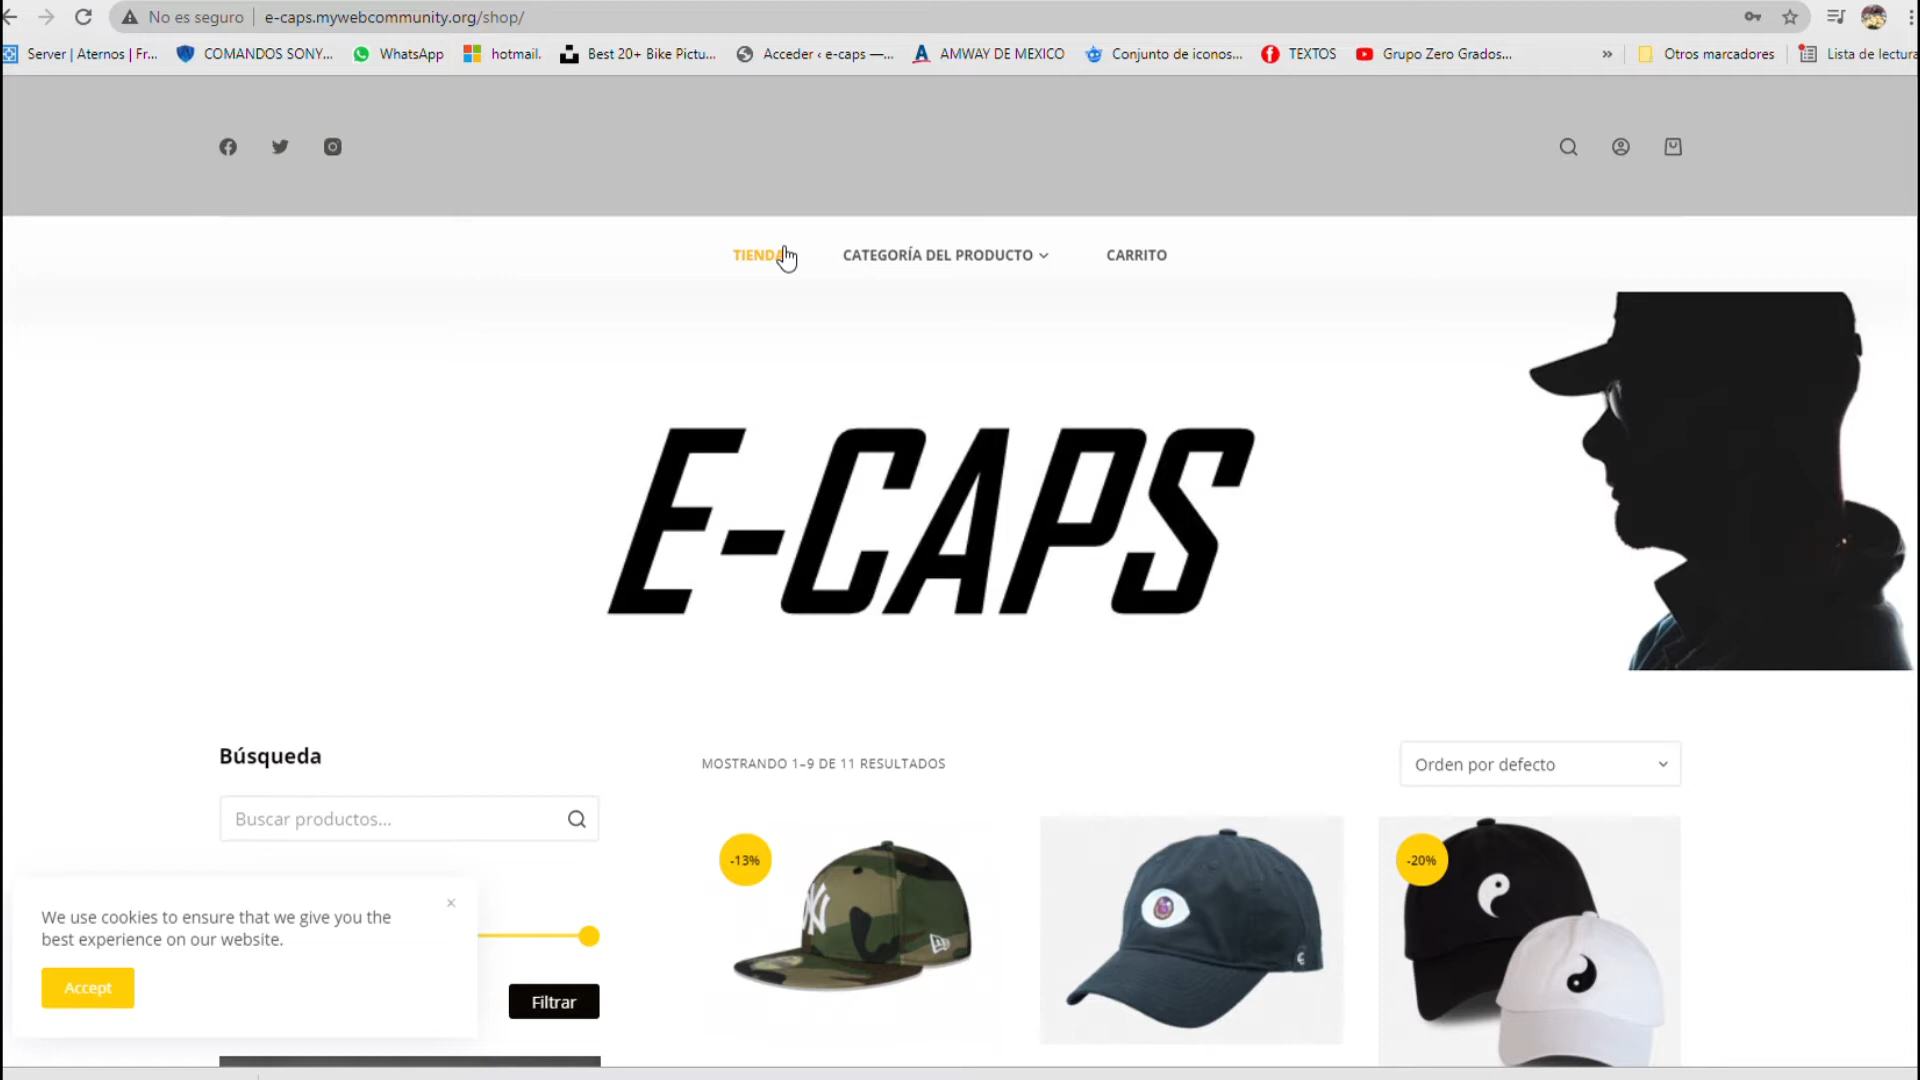 No es seguro e-caps.mywebcommunity.org/shop/
Server | Aternos | Fr... COMANDOS SONY... WhatsApp hotmail. Best 20+ Bike Pictu... Acceder ‹ e-caps —... AMWAY DE MEXICO Conjunto de iconos... TEXTOS Grupo Zero Grados... » Otros marcadores Lista de lectura
TIENDA CATEGORÍA DEL PRODUCTO CARRITO
E-CAPS
Búsqueda
MOSTRANDO 1–9 DE 11 RESULTADOS
Orden por defecto
Buscar productos...
-13%
-20%
NY
We use cookies to ensure that we give you the
best experience on our website.
×
Accept
Filtrar